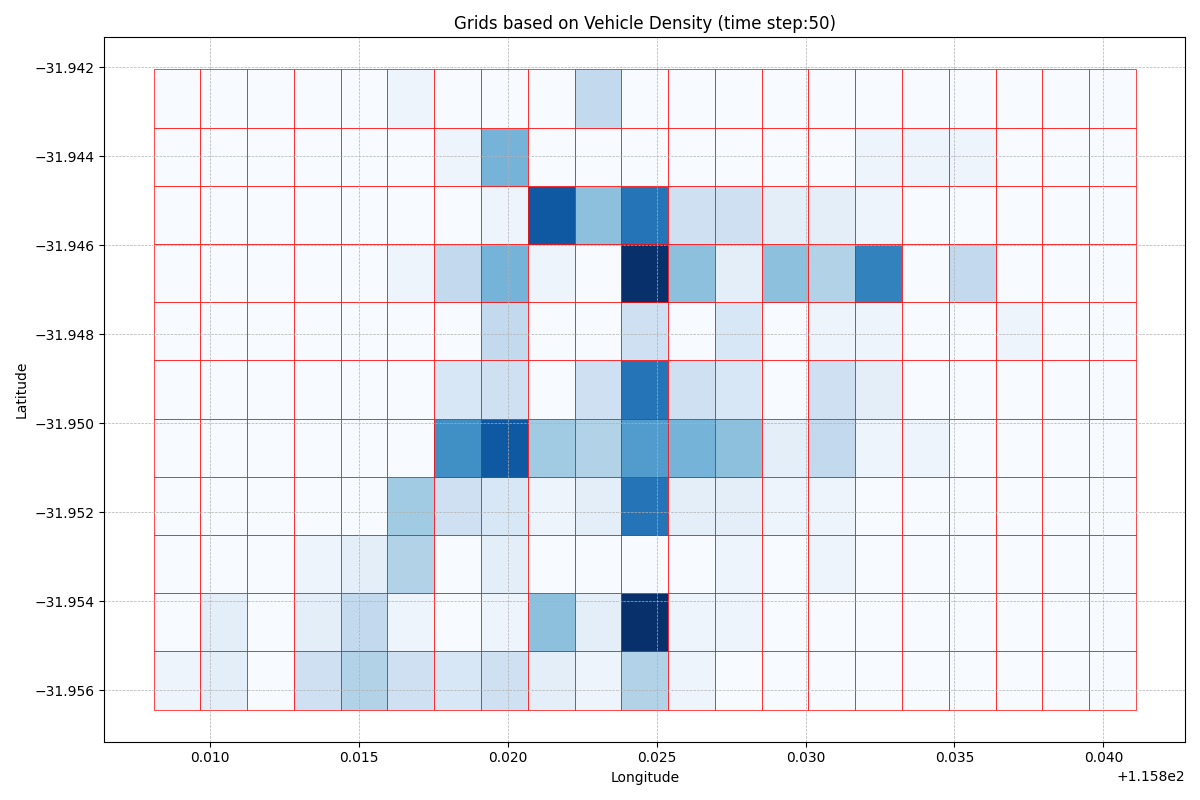 Grids based on Vehicle Density (time step:50)
−31.942
−31.944
−31.946
−31.948
−31.950
−31.952
−31.954
−31.956
Latitude
0.010 0.015 0.020 0.025 0.030 0.035 0.040
Longitude
+1.158e2